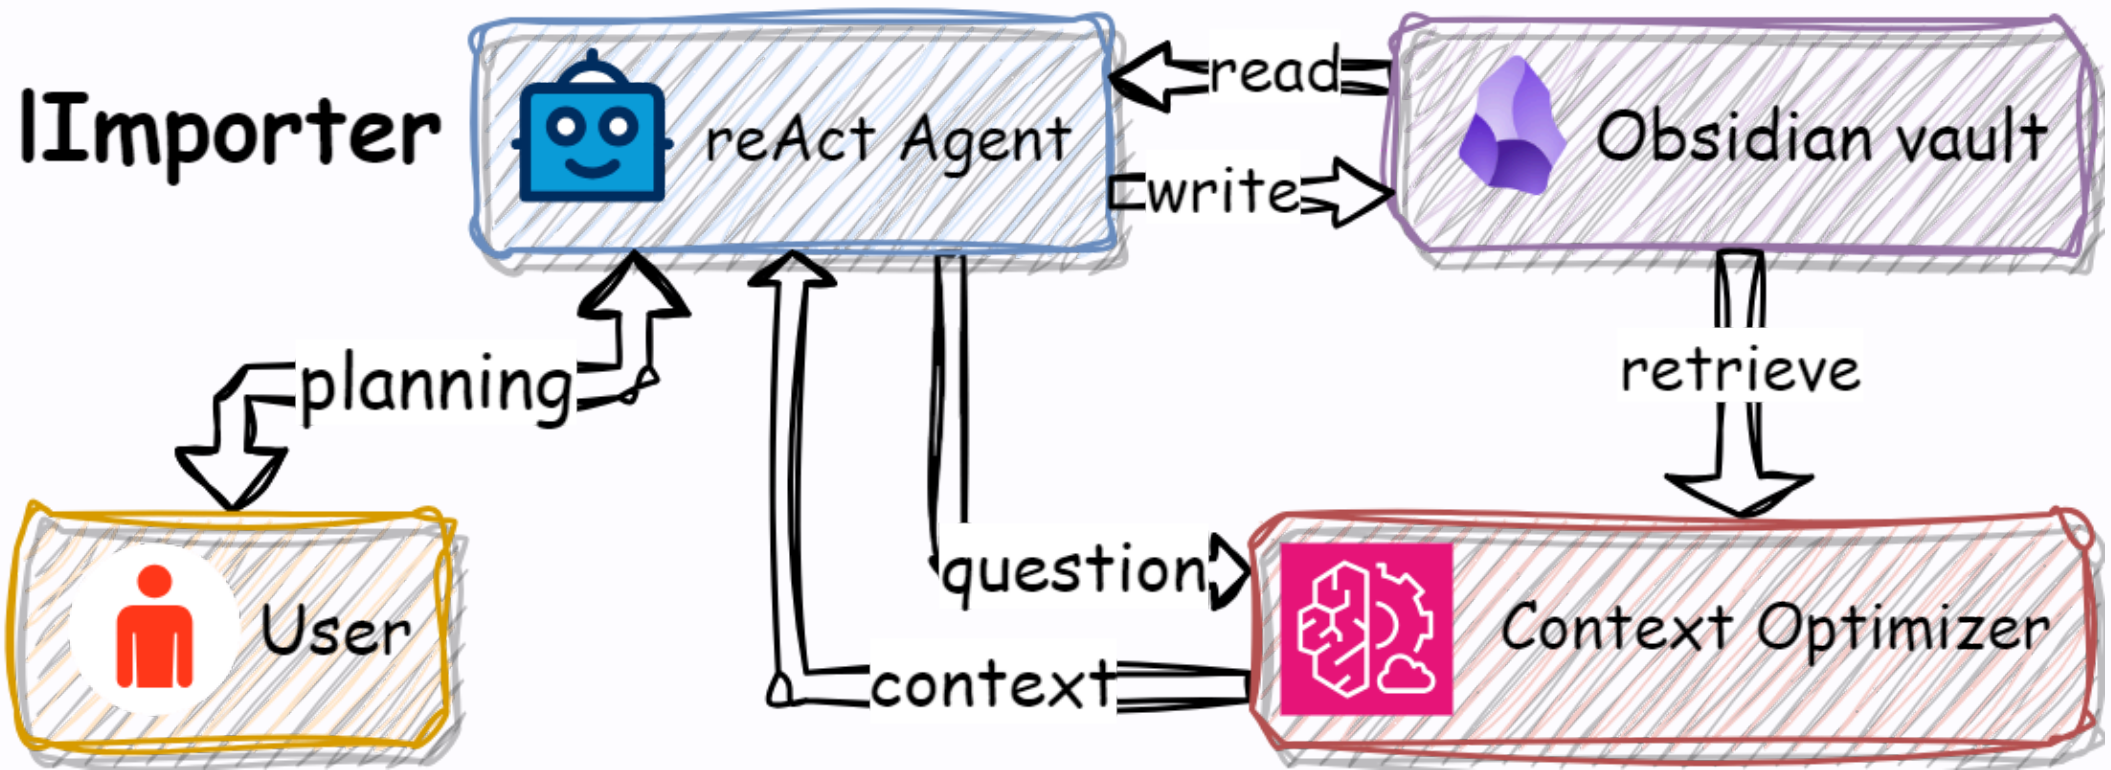 lImporter
reAct Agent
read
write
Obsidian vault
planning
retrieve
question
context
User
Context Optimizer